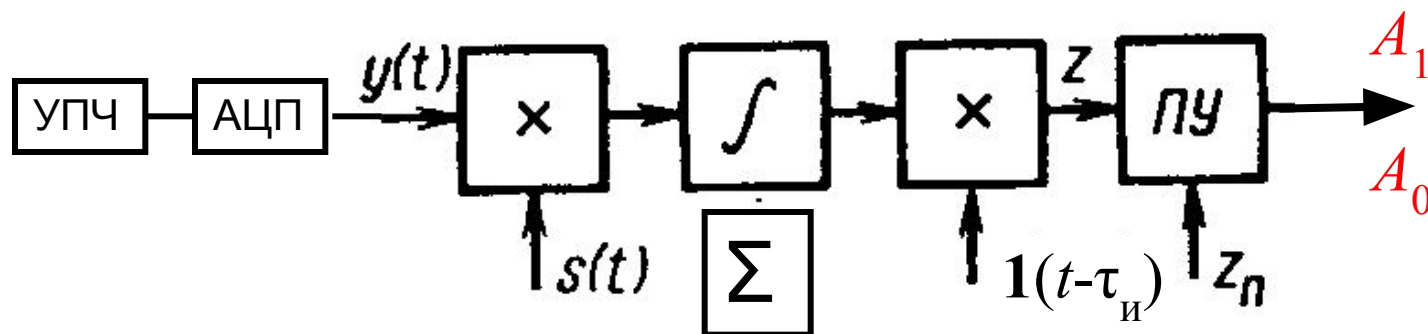 УПЧ
АЦП
y(t)
×
s(t)
∫
Σ
×
1(t-τи)
z
ПУ
zп
A1
A0